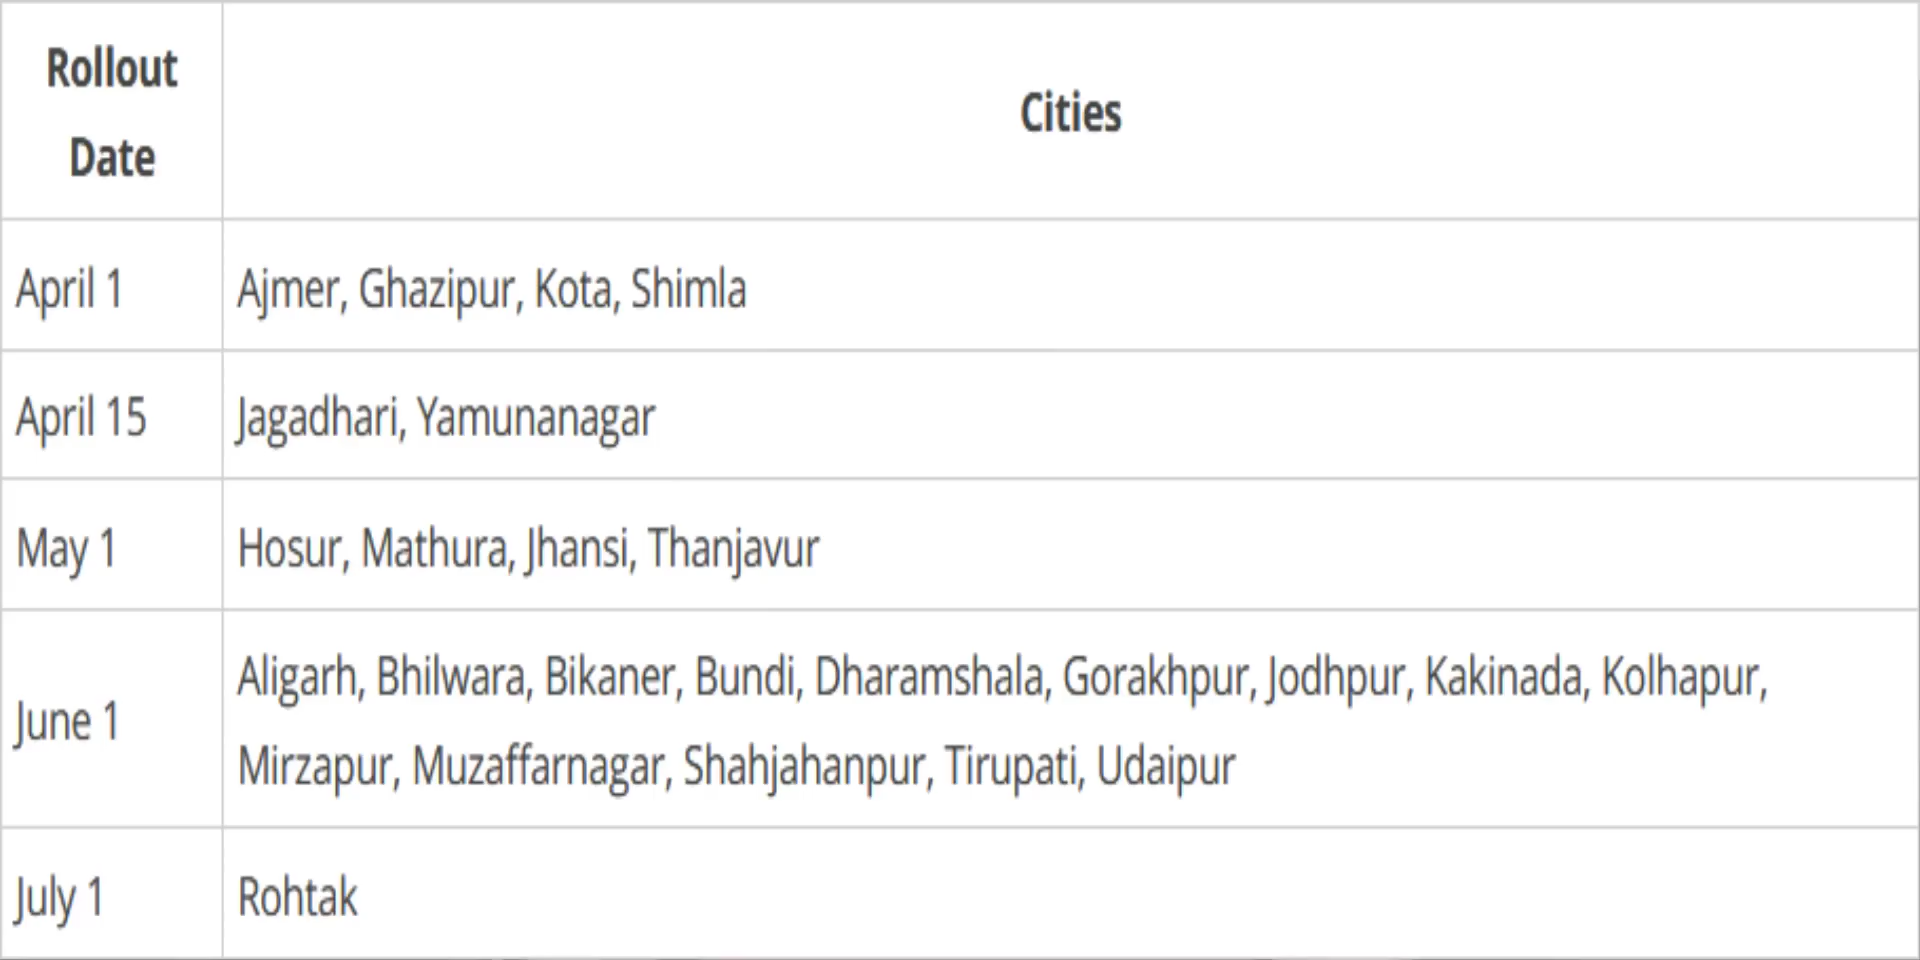 Rollout
Date
Cities
April 1
Ajmer, Ghazipur, Kota, Shimla
April 15
Jagadhari, Yamunanagar
May 1
Hosur, Mathura, Jhansi, Thanjavur
June 1
Aligarh, Bhilwara, Bikaner, Bundi, Dharamshala, Gorakhpur, Jodhpur, Kakinada, Kolhapur,
Mirzapur, Muzaffarnagar, Shahjahanpur, Tirupati, Udaipur
July 1
Rohtak